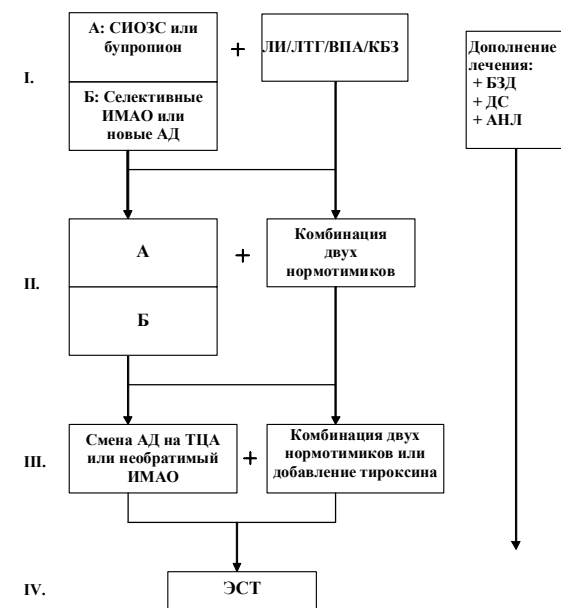 I.
А: СИОЗС или
бупропион
+
ЛИ/ЛТГ/ВПА/КБЗ
Б: Селективные
ИМАО или
новые АД
Дополнение
лечения:
+ БЗД
+ ДС
+ АНЛ
II.
А
+
Комбинация
двух
нормотимиков
Б
III.
Смена АД на ТЦА
или необратимый
ИМАО
+
Комбинация двух
нормотимиков или
добавление тироксина
IV.
ЭСТ